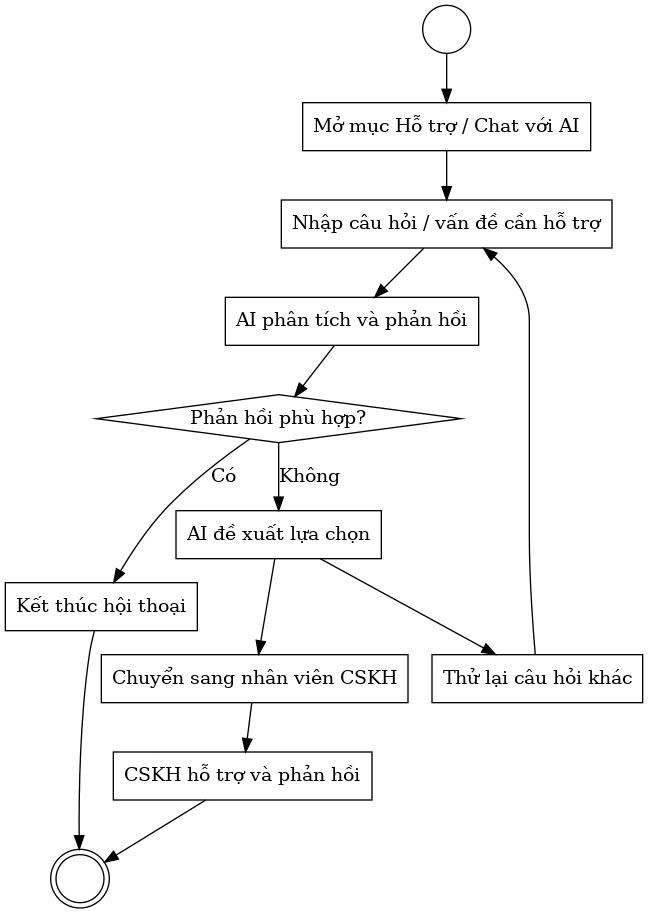 Mở mục Hỗ trợ / Chat với AI
Nhập câu hỏi / vấn đề cần hỗ trợ
AI phân tích và phản hồi
Phản hồi phù hợp?
Có
Không
AI đề xuất lựa chọn
Kết thúc hội thoại
Chuyển sang nhân viên CSKH
Thử lại câu hỏi khác
CSKH hỗ trợ và phản hồi